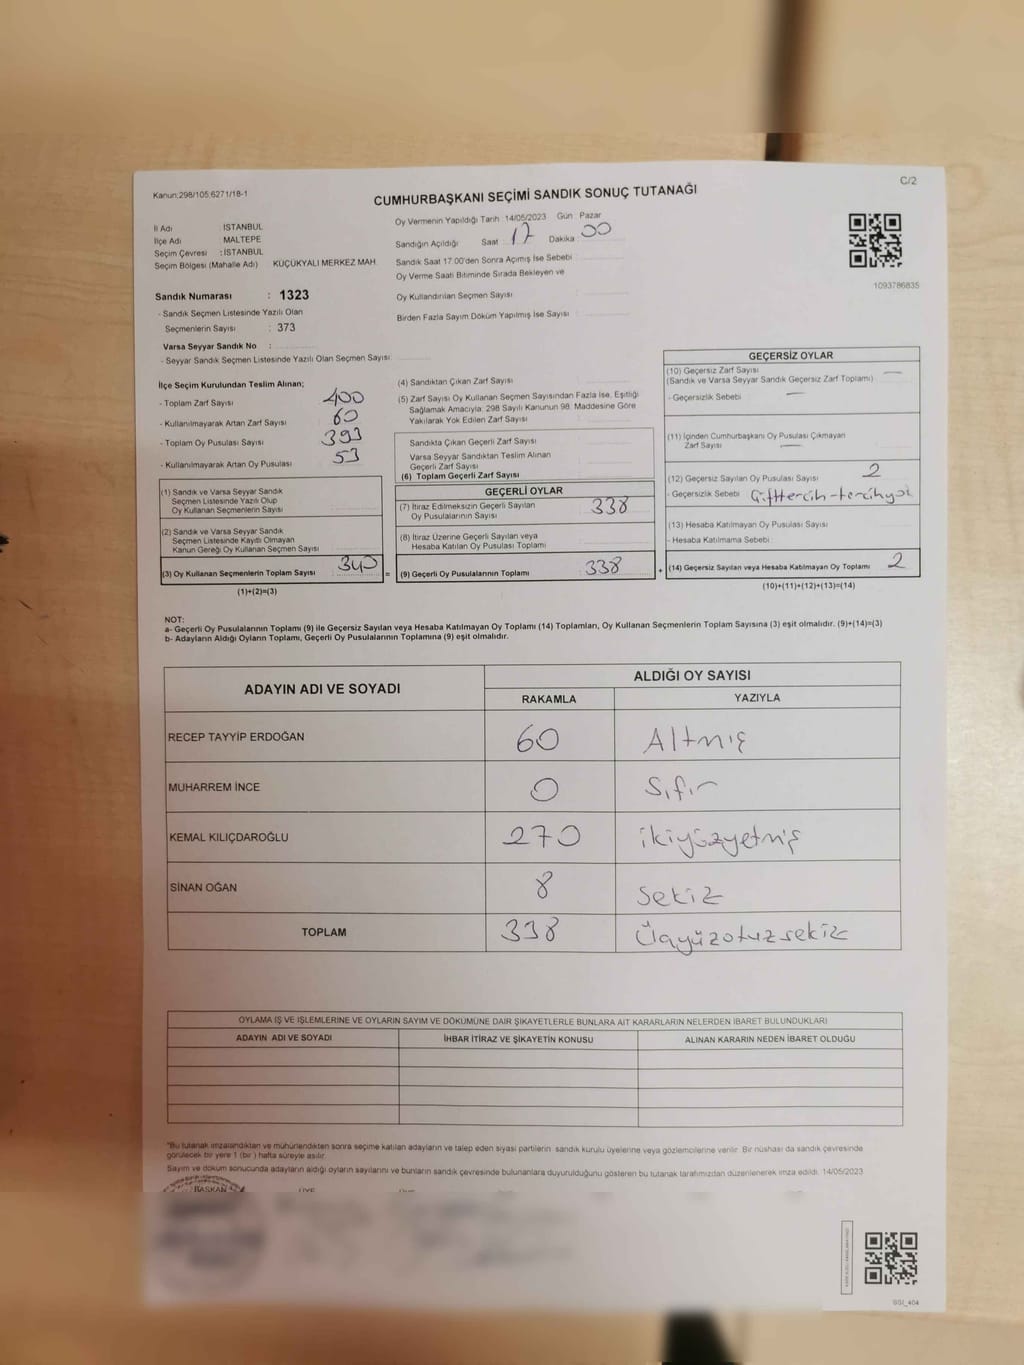 Kanun:298/105,6271/18-1
C/2
CUMHURBAŞKANI SEÇİMİ SANDIK SONUÇ TUTANAĞI
İl Adı : İSTANBUL
İlçe Adı : MALTEPE
Seçim Çevresi : İSTANBUL
Seçim Bölgesi (Mahalle Adı) KÜÇÜKYALI MERKEZ MAH.
Sandık Numarası : 1323
- Sandık Seçmen Listesinde Yazılı Olan
Seçmenlerin Sayısı : 373
Varsa Seyyar Sandık No :
- Seyyar Sandık Seçmen Listesinde Yazılı Olan Seçmen Sayısı:
Oy Vermenin Yapıldığı Tarih 14/05/2023 Gün Pazar
Sandığın Açıldığı Saat 17 Dakika 00
Sandık Saat 17.00'den Sonra Açımış İse Sebebi
Oy Verme Saati Bitiminde Sırada Bekleyen ve
Oy Kullandırılan Seçmen Sayısı
Birden Fazla Sayım Döküm Yapılmış İse Sayısı
1093786835
İlçe Seçim Kurulundan Teslim Alınan;
- Toplam Zarf Sayısı 400
- Kullanılmayarak Artan Zarf Sayısı 60
- Toplam Oy Pusulası Sayısı 393
- Kullanılmayarak Artan Oy Pusulası 53
(1) Sandık ve Varsa Seyyar Sandık
Seçmen Listesinde Yazılı Olup
Oy Kullanan Seçmenlerin Sayısı
(2) Sandık ve Varsa Seyyar Sandık
Seçmen Listesinde Kayıtlı Olmayan
Kanun Gereği Oy Kullanan Seçmen Sayısı
(3) Oy Kullanan Seçmenlerin Toplam Sayısı 340
(1)+(2)=(3)
(4) Sandıktan Çıkan Zarf Sayısı
(5) Zarf Sayısı Oy Kullanan Seçmen Sayısından Fazla İse, Eşitliği
Sağlamak Amacıyla; 298 Sayılı Kanunun 98. Maddesine Göre
Yakılarak Yok Edilen Zarf Sayısı
Sandıkta Çıkan Geçerli Zarf Sayısı
Varsa Seyyar Sandıktan Teslim Alınan
Geçerli Zarf Sayısı
(6) Toplam Geçerli Zarf Sayısı
GEÇERLİ OYLAR
(7) İtiraz Edilmeksizin Geçerli Sayılan
Oy Pusulalarının Sayısı 338
(8) İtiraz Üzerine Geçerli Sayılan veya
Hesaba Katılan Oy Pusulası Toplamı
= (9) Geçerli Oy Pusulalarının Toplamı 338
GEÇERSİZ OYLAR
(10) Geçersiz Zarf Sayısı —
(Sandık ve Varsa Seyyar Sandık Geçersiz Zarf Toplamı)
- Geçersizlik Sebebi —
(11) İçinden Cumhurbaşkanı Oy Pusulası Çıkmayan
Zarf Sayısı —
(12) Geçersiz Sayılan Oy Pusulası Sayısı 2
- Geçersizlik Sebebi Çift tercih-tercihyok
(13) Hesaba Katılmayan Oy Pusulası Sayısı
- Hesaba Katılmama Sebebi
+ (14) Geçersiz Sayılan veya Hesaba Katılmayan Oy Toplamı 2
(10)+(11)+(12)+(13)=(14)
NOT:
a- Geçerli Oy Pusulalarının Toplamı (9) ile Geçersiz Sayılan veya Hesaba Katılmayan Oy Toplamı (14) Toplamları, Oy Kullanan Seçmenlerin Toplam Sayısına (3) eşit olmalıdır. (9)+(14)=(3)
b- Adayların Aldığı Oyların Toplamı, Geçerli Oy Pusulalarının Toplamına (9) eşit olmalıdır.
ADAYIN ADI VE SOYADI
ALDIĞI OY SAYISI
RAKAMLA YAZIYLA
RECEP TAYYİP ERDOĞAN 60 Altmış
MUHARREM İNCE 0 Sıfır
KEMAL KILIÇDAROĞLU 270 ikiyüzyetmiş
SİNAN OĞAN 8 Sekiz
TOPLAM 338 Üçyüzotuzsekiz
OYLAMA İŞ VE İŞLEMLERİNE VE OYLARIN SAYIM VE DÖKÜMÜNE DAİR ŞİKAYETLERLE BUNLARA AİT KARARLARIN NELERDEN İBARET BULUNDUKLARI
ADAYIN ADI VE SOYADI İHBAR İTİRAZ VE ŞİKAYETİN KONUSU ALINAN KARARIN NEDEN İBARET OLDUĞU
"Bu tutanak imzalandıktan ve mühürlendikten sonra seçime katılan adayların ve talep eden siyasi partilerin sandık kurulu üyelerine veya gözlemcilerine verilir. Bir nüshası da sandık çevresinde
görülecek bir yere 1 (bir) hafta süreyle asılır.
Sayım ve döküm sonucunda adayların aldığı oyların sayılarını ve bunların sandık çevresinde bulunanlara duyurulduğunu gösteren bu tutanak tarafımızdan düzenlenerek imza edildi. 14/05/2023
BAŞKAN
SSİ_404